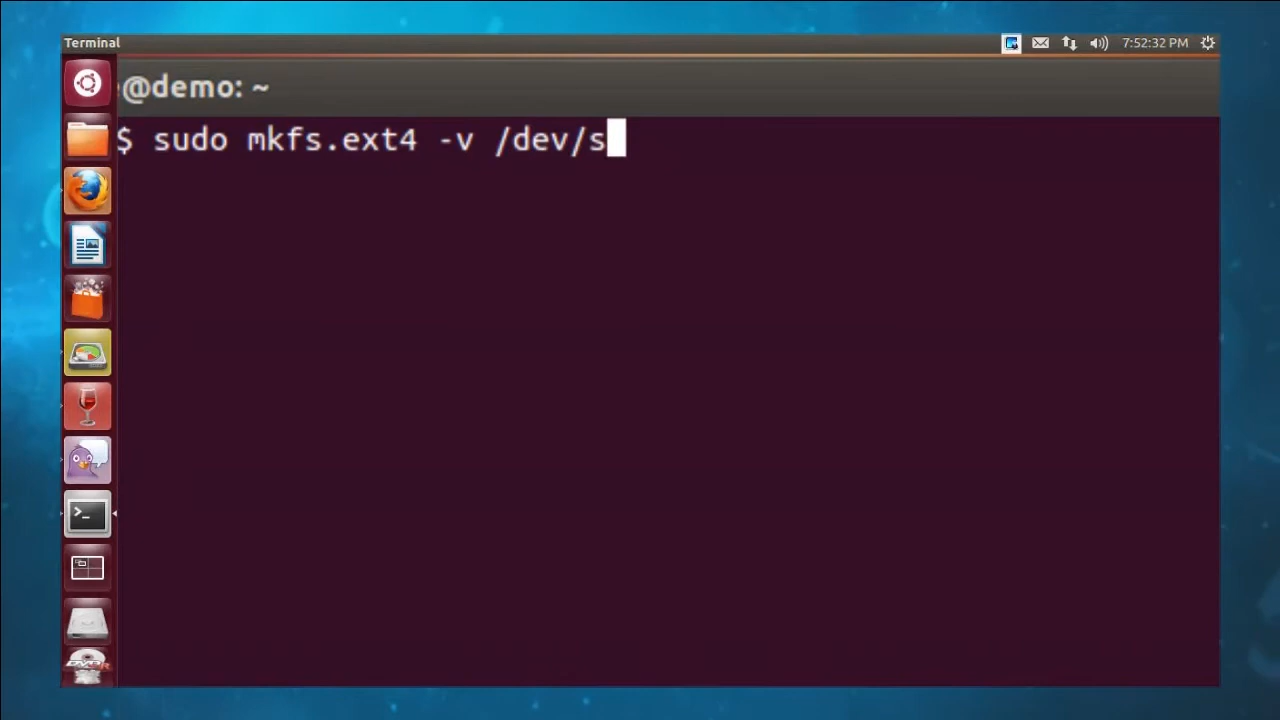 Terminal
7:52:32 PM
@demo: ~
$ sudo mkfs.ext4 -v /dev/s
>_